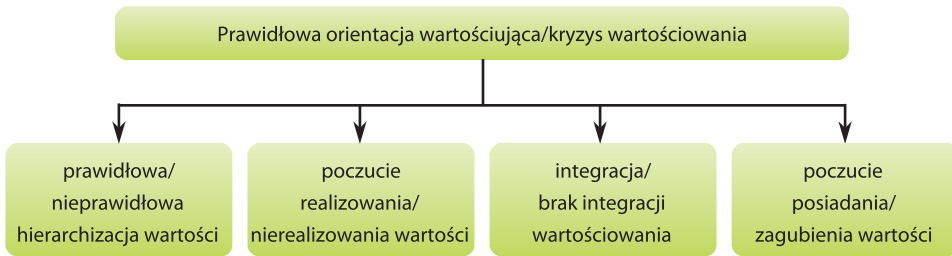 Prawidłowa orientacja wartościująca/kryzys wartościowania
prawidłowa/
nieprawidłowa
hierarchizacja wartości
poczucie
realizowania/
nierealizowania wartości
integracja/
brak integracji
wartościowania
poczucie
posiadania/
zagubienia wartości